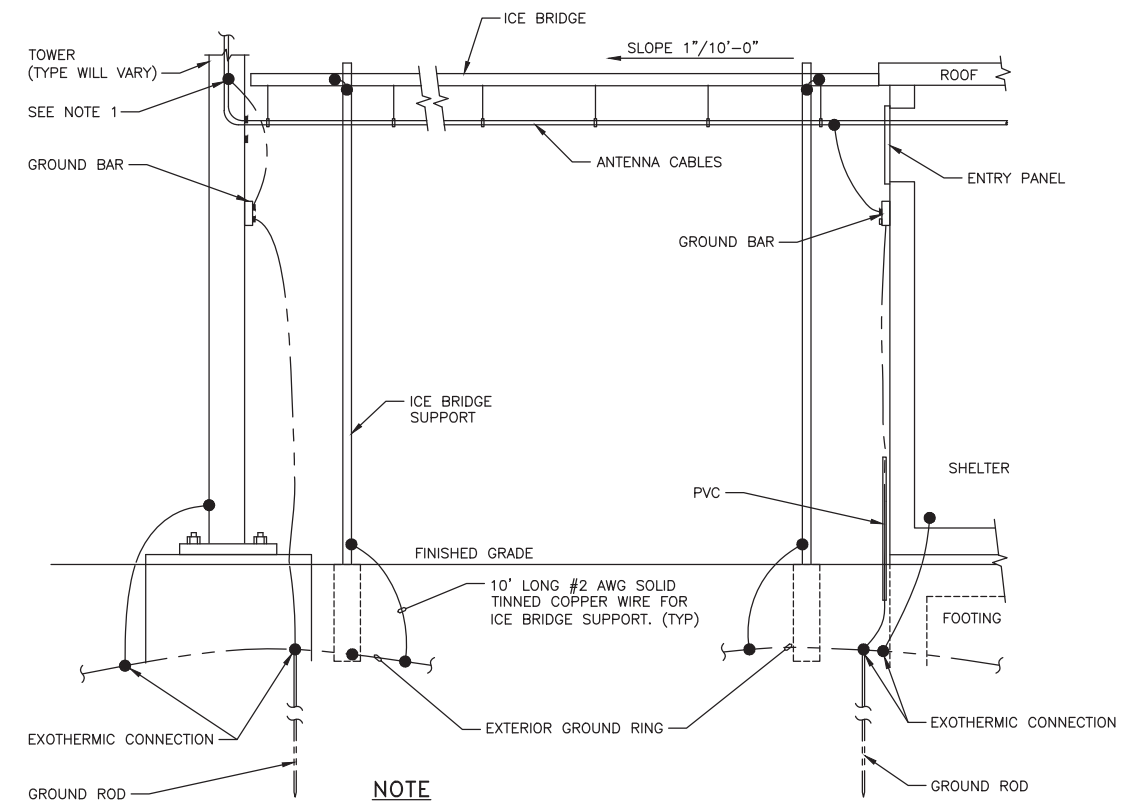 ICE BRIDGE
TOWER
(TYPE WILL VARY)
SLOPE 1"/10'-0"
ROOF
SEE NOTE 1
ANTENNA CABLES
GROUND BAR
ENTRY PANEL
GROUND BAR
ICE BRIDGE
SUPPORT
SHELTER
PVC
FINISHED GRADE
10' LONG #2 AWG SOLID
TINNED COPPER WIRE FOR
ICE BRIDGE SUPPORT. (TYP)
FOOTING
EXTERIOR GROUND RING
EXOTHERMIC CONNECTION
EXOTHERMIC CONNECTION
GROUND ROD
GROUND ROD
NOTE